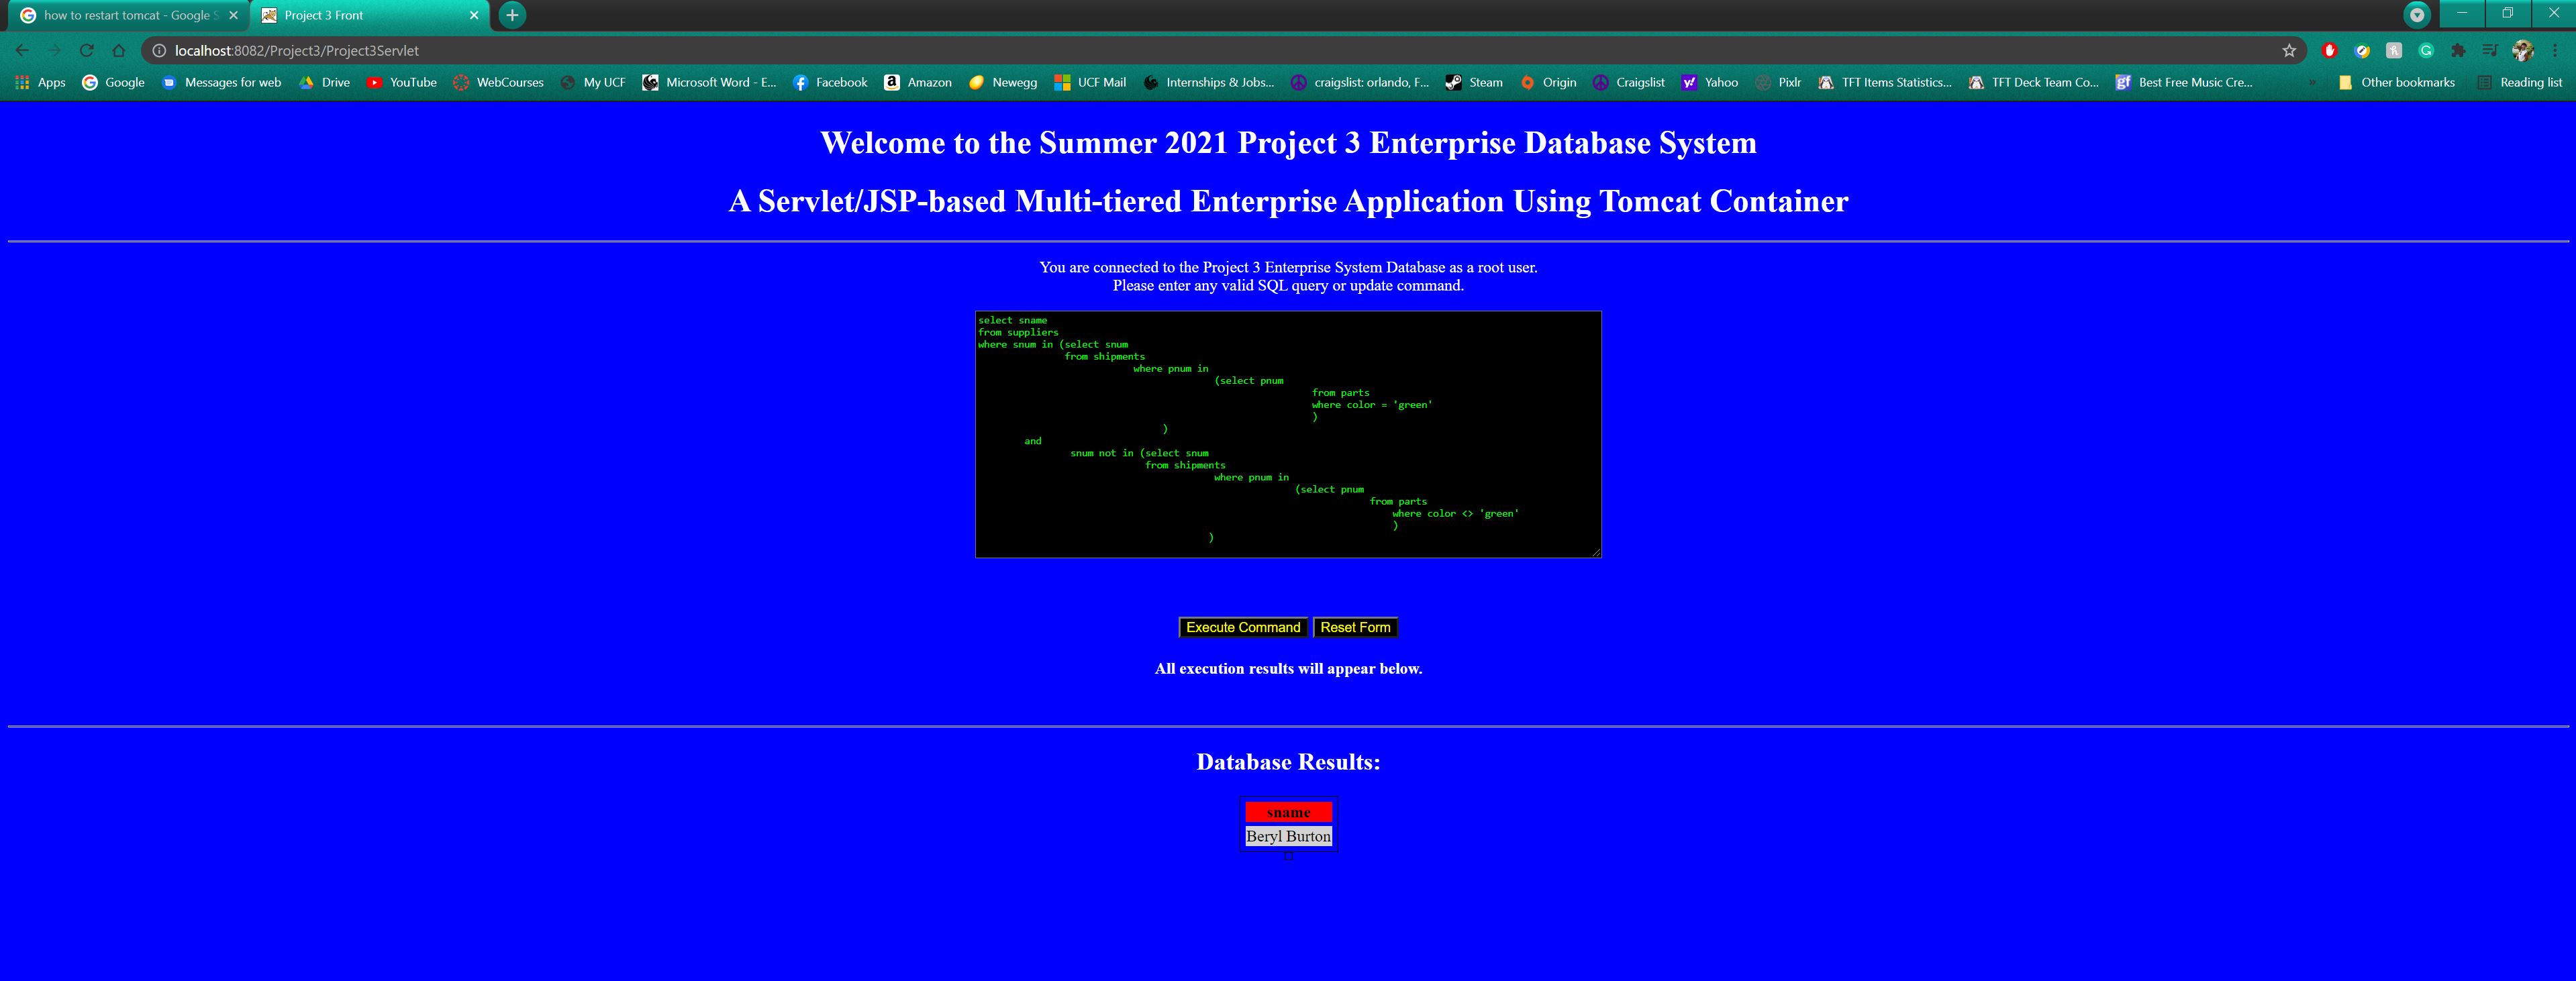 how to restart tomcat - Google S
Project 3 Front
localhost:8082/Project3/Project3Servlet
Apps Google Messages for web Drive YouTube WebCourses My UCF Microsoft Word - E... Facebook Amazon Newegg UCF Mail Internships & Jobs... craigslist: orlando, F... Steam Origin Craigslist Yahoo Pixlr TFT Items Statistics... TFT Deck Team Co... Best Free Music Cre... » Other bookmarks Reading list
Welcome to the Summer 2021 Project 3 Enterprise Database System
A Servlet/JSP-based Multi-tiered Enterprise Application Using Tomcat Container
You are connected to the Project 3 Enterprise System Database as a root user.
Please enter any valid SQL query or update command.
select sname
from suppliers
where snum in (select snum
from shipments
where pnum in
(select pnum
from parts
where color = 'green'
)
)
and
snum not in (select snum
from shipments
where pnum in
(select pnum
from parts
where color <> 'green'
)
)
Execute Command Reset Form
All execution results will appear below.
Database Results:
sname
Beryl Burton